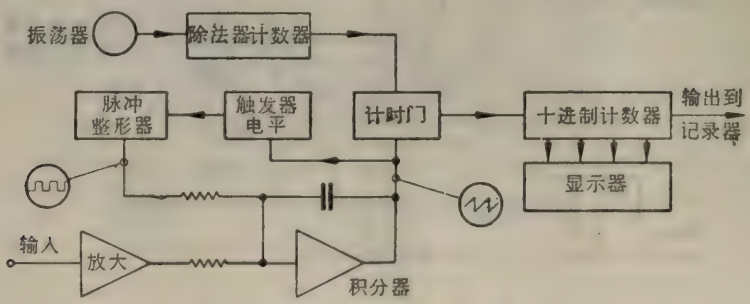 振荡器
除法器计数器
脉冲
整形器
触发器
电平
计时门
十进制计数器
输出到
记录器
显示器
输入
放大
积分器